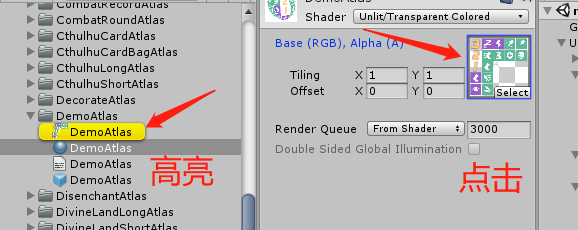 CombatRecordAtlas
CombatRoundAtlas
CthulhuCardAtlas
CthulhuCardBagAtlas
CthulhuLongAtlas
CthulhuShortAtlas
DecorateAtlas
DemoAtlas
DemoAtlas
DemoAtlas
DemoAtlas
DemoAtlas
DisenchantAtlas
DivineLandLongAtlas
DivineLandShortAtlas
高亮
DemoAtlas
Shader Unlit/Transparent Colored
Base (RGB), Alpha (A)
Tiling X 1 Y 1
Offset X 0 Y 0
Select
Render Queue From Shader 3000
Double Sided Global Illumination
点击